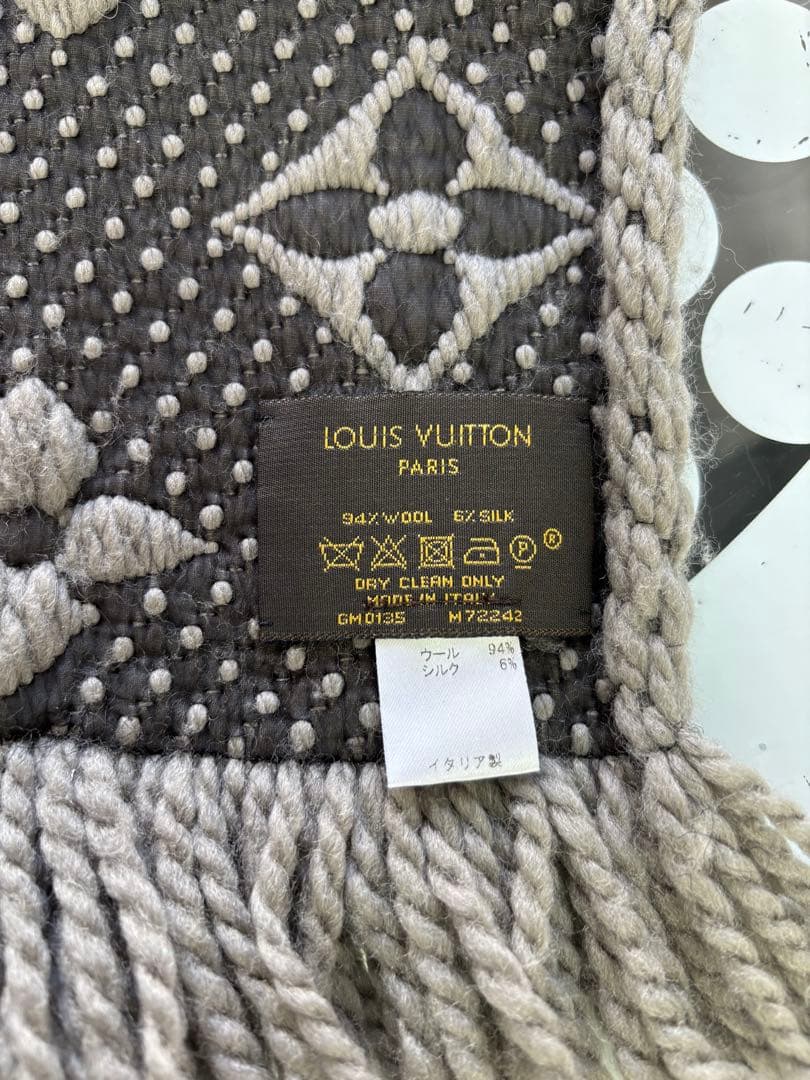 LOUIS VUITTON
PARIS
94% WOOL 6% SILK
P ®
DRY CLEAN ONLY
MADE IN ITALY
GM0135 M72242
ウール 94%
シルク 6%
イタリア製